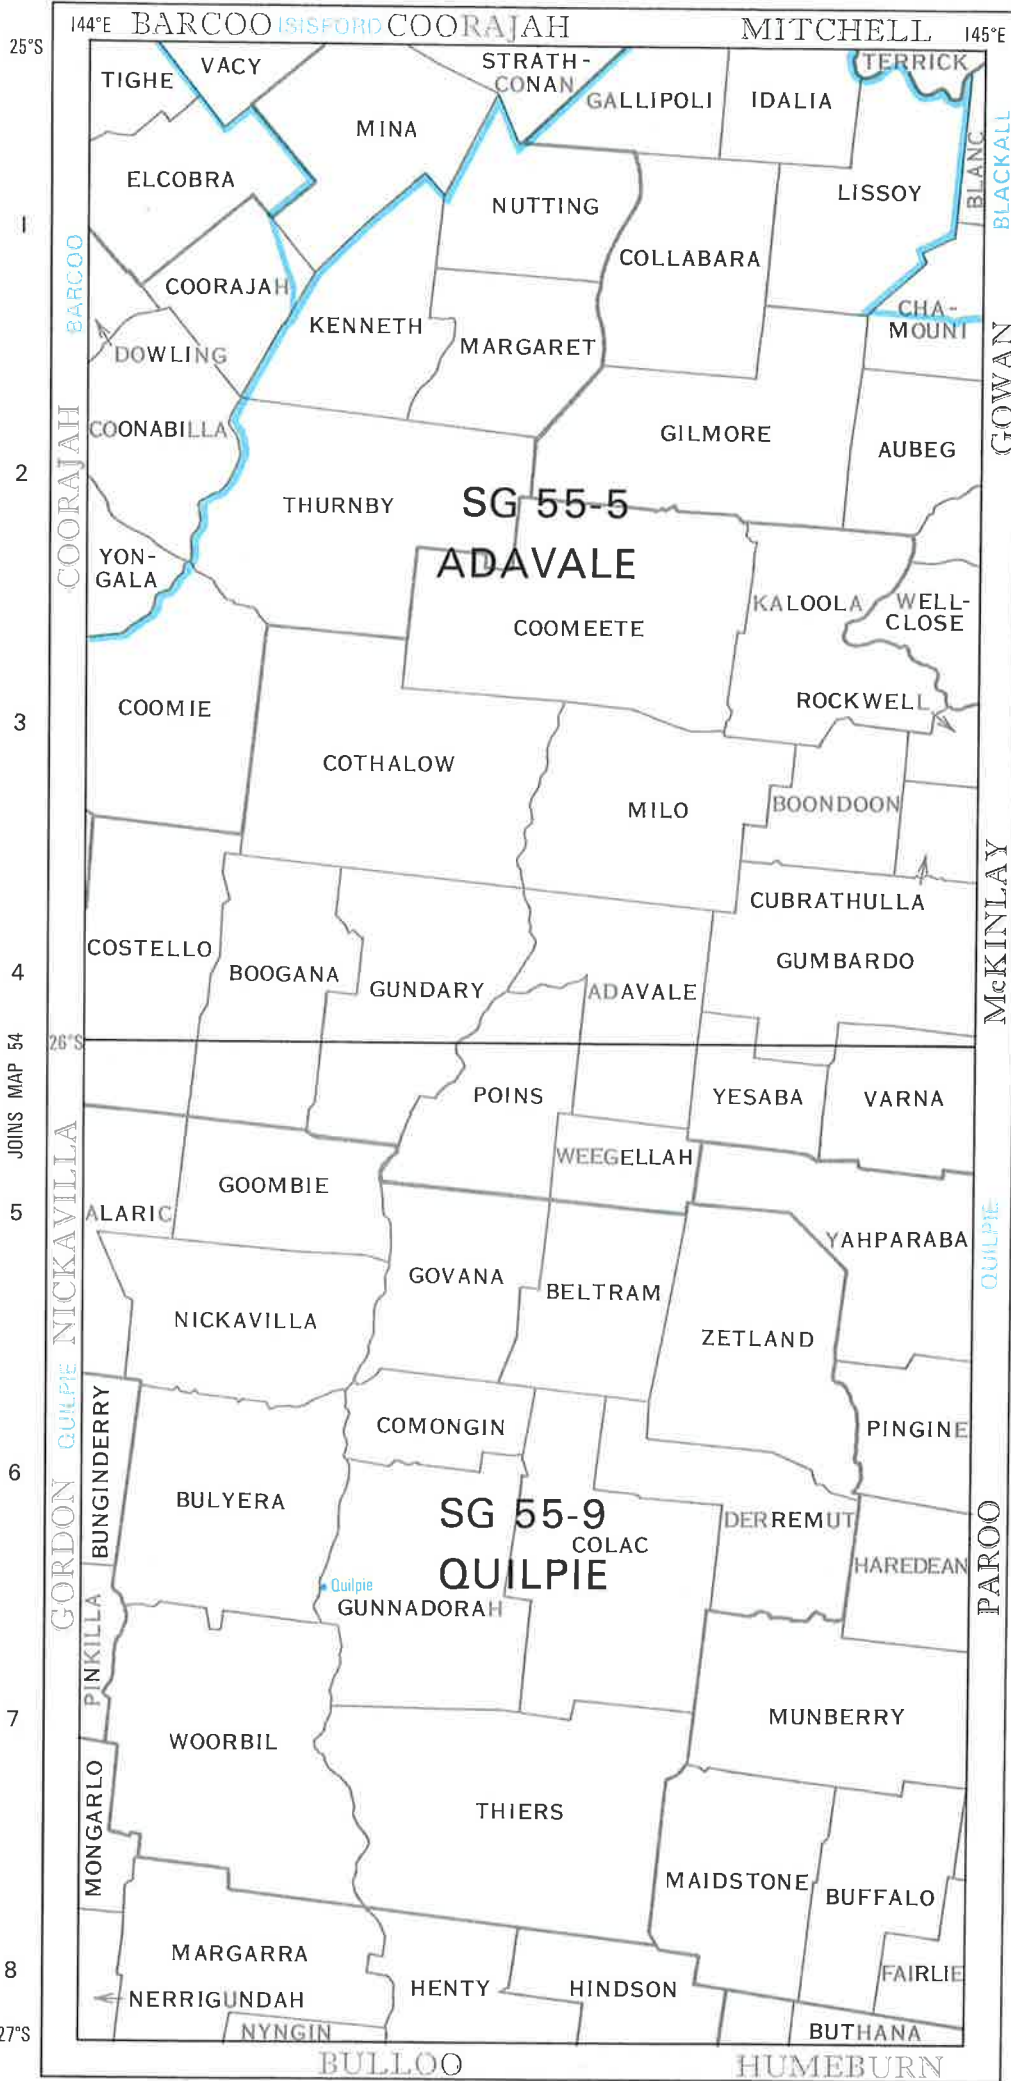 144°E BARCOO ISISFORD COORAJAH MITCHELL 145°E
25°S
TERRICK
VACY
STRATH-
CONAN
TIGHE
GALLIPOLI
IDALIA
MINA
BLANC
BLACKALL
ELCOBRA
LISSOY
NUTTING
1
COLLABARA
BARCOO
COORAJAH
CHA-
MOUNT
KENNETH
MARGARET
DOWLING
GOWAN
COONABILLA
GILMORE
AUBEG
COORAJAH
2
THURNBY
SG 55-5
ADAVALE
YON-
GALA
KALOOLA
WELL-
CLOSE
COOMEETE
ROCKWELL
COOMIE
3
COTHALOW
MILO
BOONDOON
McKINLAY
CUBRATHULLA
COSTELLO
GUMBARDO
BOOGANA
4
GUNDARY
ADAVALE
JOINS MAP 54
26°S
POINS
YESABA
VARNA
WEEGELLAH
NICKAVILLA
GOOMBIE
5
ALARIC
YAHPARABA
QUILPIE
GOVANA
BELTRAM
NICKAVILLA
ZETLAND
QUILPIE
BUNGINDERRY
COMONGIN
PINGINE
6
BULYERA
SG 55-9
DERREMUT
COLAC
QUILPIE
HAREDEAN
PAROO
GORDON
Quilpie
GUNNADORAH
PINKILLA
7
MUNBERRY
WOORBIL
THIERS
MONGARLO
MAIDSTONE
BUFFALO
MARGARRA
8
FAIRLIE
HENTY
HINDSON
NERRIGUNDAH
27°S
NYNGIN
BUTHANA
BULLOO
HUMEBURN